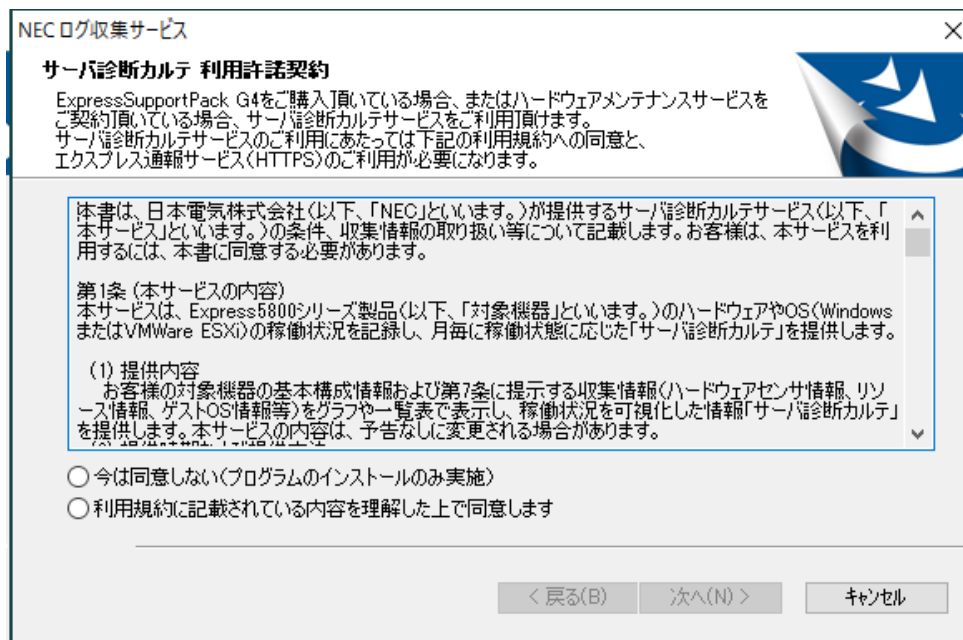 NEC ログ収集サービス
サーバ診断カルテ 利用許諾契約
ExpressSupportPack G4をご購入頂いている場合、またはハードウェアメンテナンスサービスを
ご契約頂いている場合、サーバ診断カルテサービスをご利用頂けます。
サーバ診断カルテサービスのご利用にあたっては下記の利用規約への同意と、
エクスプレス通報サービス(HTTPS)のご利用が必要になります。
本書は、日本電気株式会社(以下、「NEC」といいます。)が提供するサーバ診断カルテサービス(以下、「
本サービス」といいます。)の条件、収集情報の取り扱い等について記載します。お客様は、本サービスを利
用するには、本書に同意する必要があります。
第1条 (本サービスの内容)
本サービスは、Express5800シリーズ製品(以下、「対象機器」といいます。)のハードウェアやOS(Windows
またはVMWare ESXi)の稼働状況を記録し、月毎に稼働状態に応じた「サーバ診断カルテ」を提供します。
(1) 提供内容
お客様の対象機器の基本構成情報および第7条に提示する収集情報(ハードウェアセンサ情報、リソ
ース情報、ゲストOS情報等)をグラフや一覧表で表示し、稼働状況を可視化した情報「サーバ診断カルテ」
を提供します。本サービスの内容は、予告なしに変更される場合があります。
今は同意しない(プログラムのインストールのみ実施)
利用規約に記載されている内容を理解した上で同意します
< 戻る(B)
次へ(N) >
キャンセル